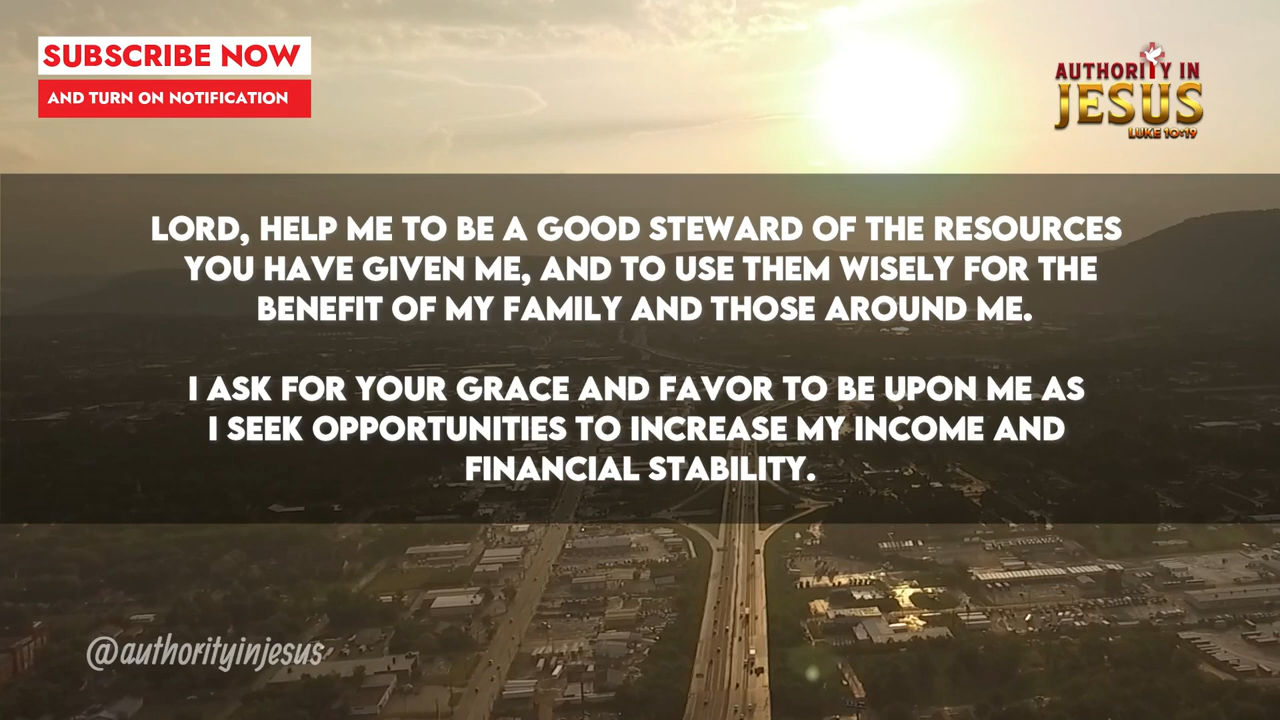 SUBSCRIBE NOW
AND TURN ON NOTIFICATION
AUTHORITY IN
JESUS
LUKE 10:19
LORD, HELP ME TO BE A GOOD STEWARD OF THE RESOURCES
YOU HAVE GIVEN ME, AND TO USE THEM WISELY FOR THE
BENEFIT OF MY FAMILY AND THOSE AROUND ME.
I ASK FOR YOUR GRACE AND FAVOR TO BE UPON ME AS
I SEEK OPPORTUNITIES TO INCREASE MY INCOME AND
FINANCIAL STABILITY.
@authorityinjesus